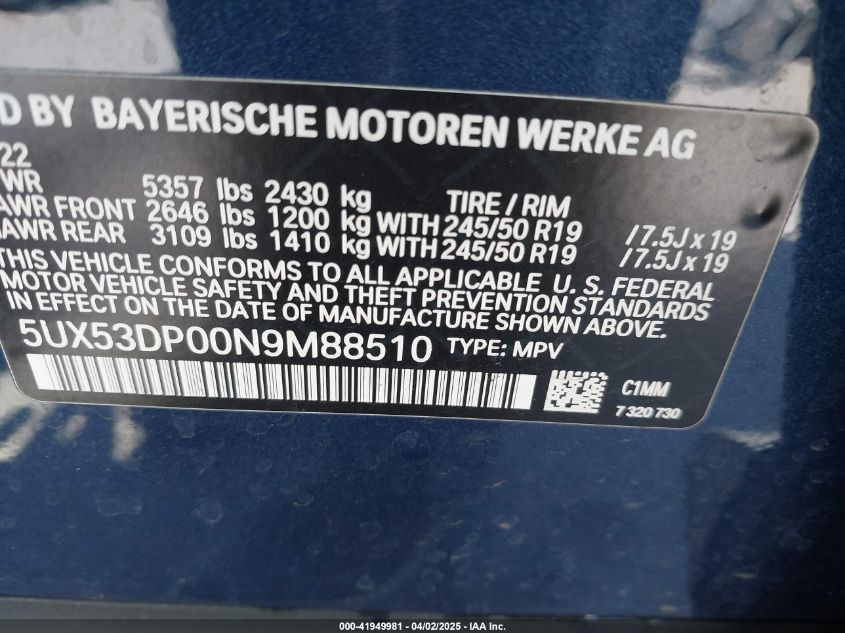 D BY BAYERISCHE MOTOREN WERKE AG
22
WR 5357 lbs 2430 kg TIRE / RIM
AWR FRONT 2646 lbs 1200 kg WITH 245/50 R19 / 7.5J x 19
AWR REAR 3109 lbs 1410 kg WITH 245/50 R19 / 7.5J x 19
THIS VEHICLE CONFORMS TO ALL APPLICABLE U. S. FEDERAL
MOTOR VEHICLE SAFETY AND THEFT PREVENTION STANDARDS
IN EFFECT ON THE DATE OF MANUFACTURE SHOWN ABOVE.
5UX53DP00N9M88510 TYPE: MPV
C1MM
7 320 730
000-41949981 - 04/02/2025 - IAA Inc.